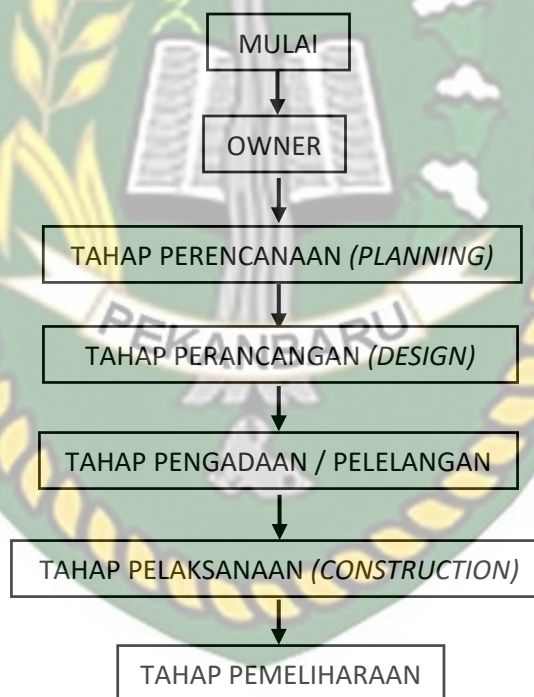 MULAI
OWNER
TAHAP PERENCANAAN (PLANNING)
PEKANBARU
TAHAP PERANCANGAN (DESIGN)
TAHAP PENGADAAN / PELELANGAN
TAHAP PELAKSANAAN (CONSTRUCTION)
TAHAP PEMELIHARAAN